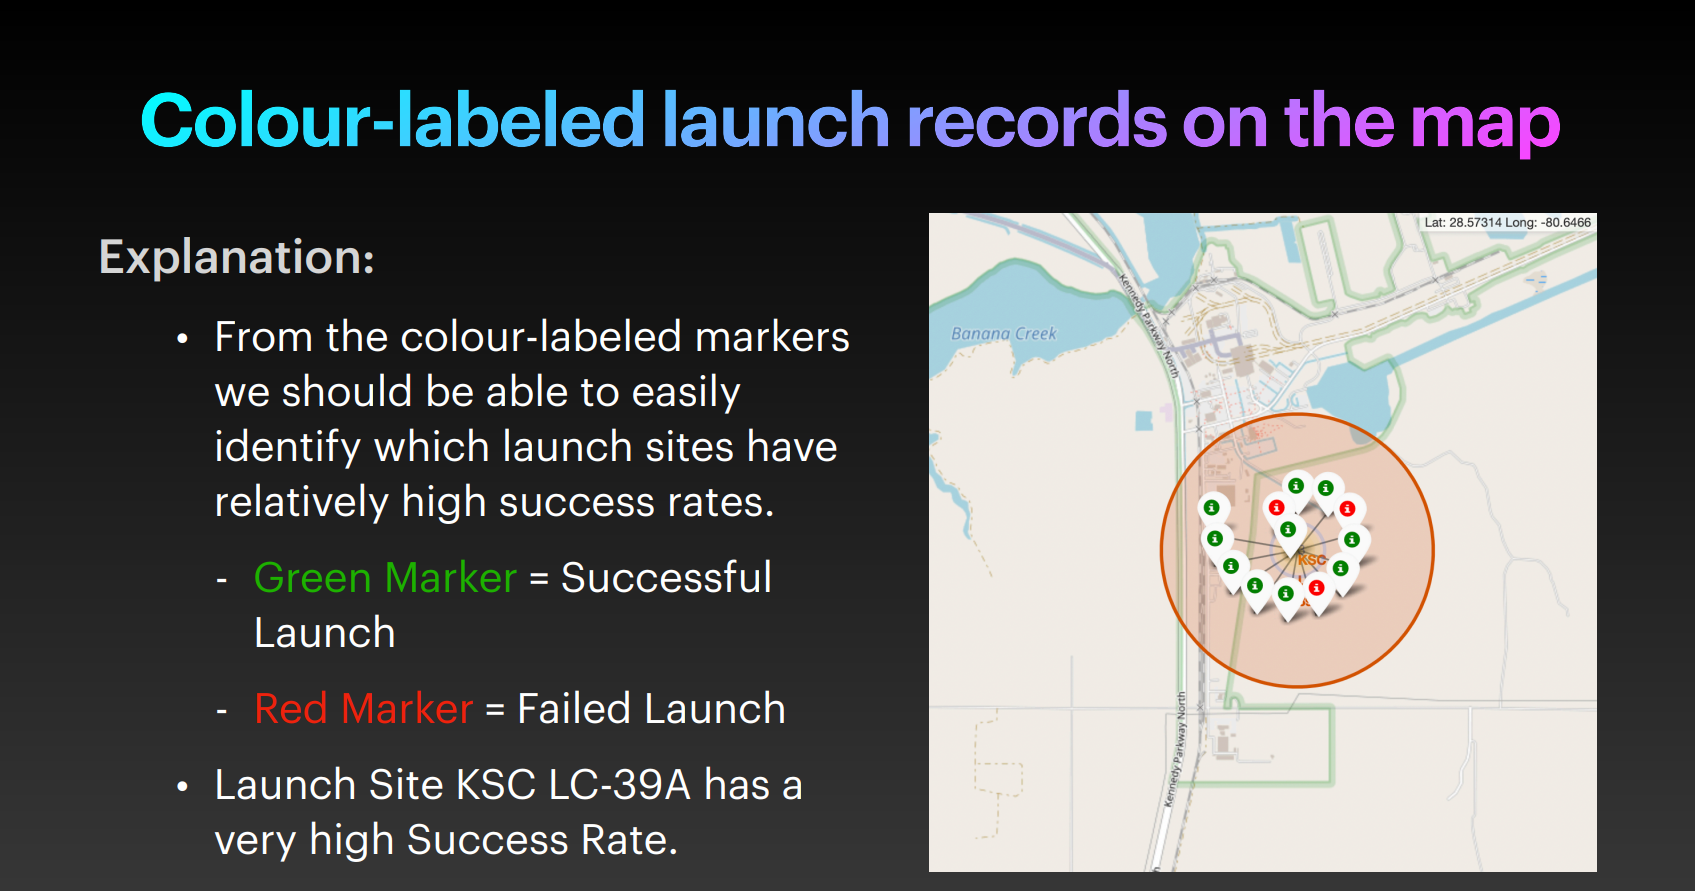 Colour-labeled launch records on the map
Explanation:
• From the colour-labeled markers
we should be able to easily
identify which launch sites have
relatively high success rates.
- Green Marker = Successful
Launch
- Red Marker = Failed Launch
• Launch Site KSC LC-39A has a
very high Success Rate.
Lat: 28.57314 Long: -80.6466
Kennedy Parkway North
Banana Creek
KSC
Kennedy Parkway North